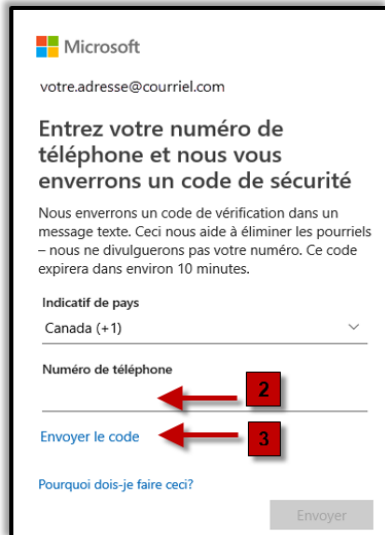 Microsoft
votre.adresse@courriel.com
Entrez votre numéro de
téléphone et nous vous
enverrons un code de sécurité
Nous enverrons un code de vérification dans un
message texte. Ceci nous aide à éliminer les pourriels
– nous ne divulguerons pas votre numéro. Ce code
expirera dans environ 10 minutes.
Indicatif de pays
Canada (+1)
Numéro de téléphone
2
Envoyer le code
3
Pourquoi dois-je faire ceci?
Envoyer